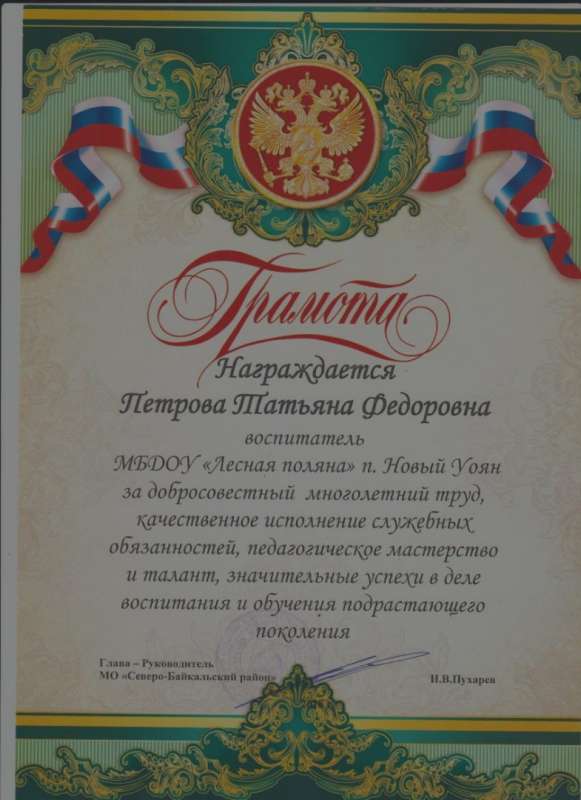 Грамота
Награждается
Петрова Татьяна Федоровна
воспитатель
МБДОУ «Лесная поляна» п. Новый Уоян
за добросовестный многолетний труд,
качественное исполнение служебных
обязанностей, педагогическое мастерство
и талант, значительные успехи в деле
воспитания и обучения подрастающего
поколения
Глава – Руководитель
МО «Северо-Байкальский район»
И.В.Пухарев